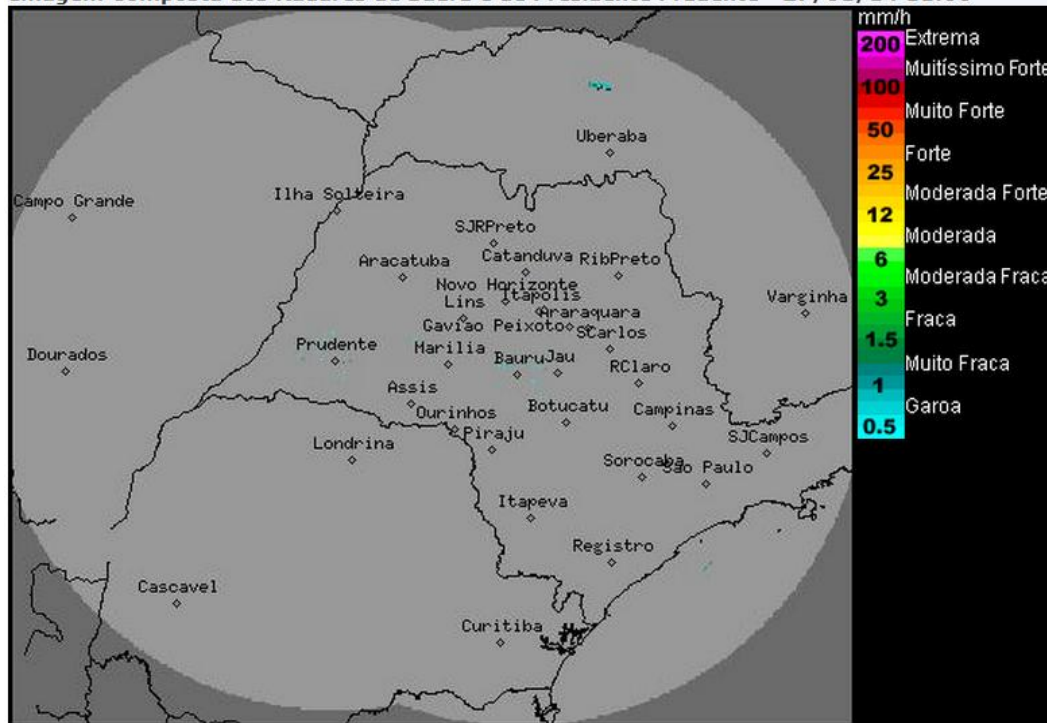 mm/h
200 Extrema
Muitíssimo Forte
100
Muito Forte
50
Forte
25
Moderada Forte
12
Moderada
6
Moderada Fraca
3
Fraca
1.5
Muito Fraca
1
Garoa
0.5
Uberaba
Campo Grande
Ilha Solteira
SJRPreto
Aracatuba
Catanduva
RibPreto
Novo Horizonte
Lins
Itapolis
Araraquara
Varginha
Gaviao Peixoto
SCarlos
Dourados
Prudente
Marilia
Bauru
Jau
RClaro
Assis
Ourinhos
Botucatu
Campinas
Londrina
Piraju
SJCampos
Sorocaba
Sao Paulo
Itapeva
Registro
Cascavel
Curitiba